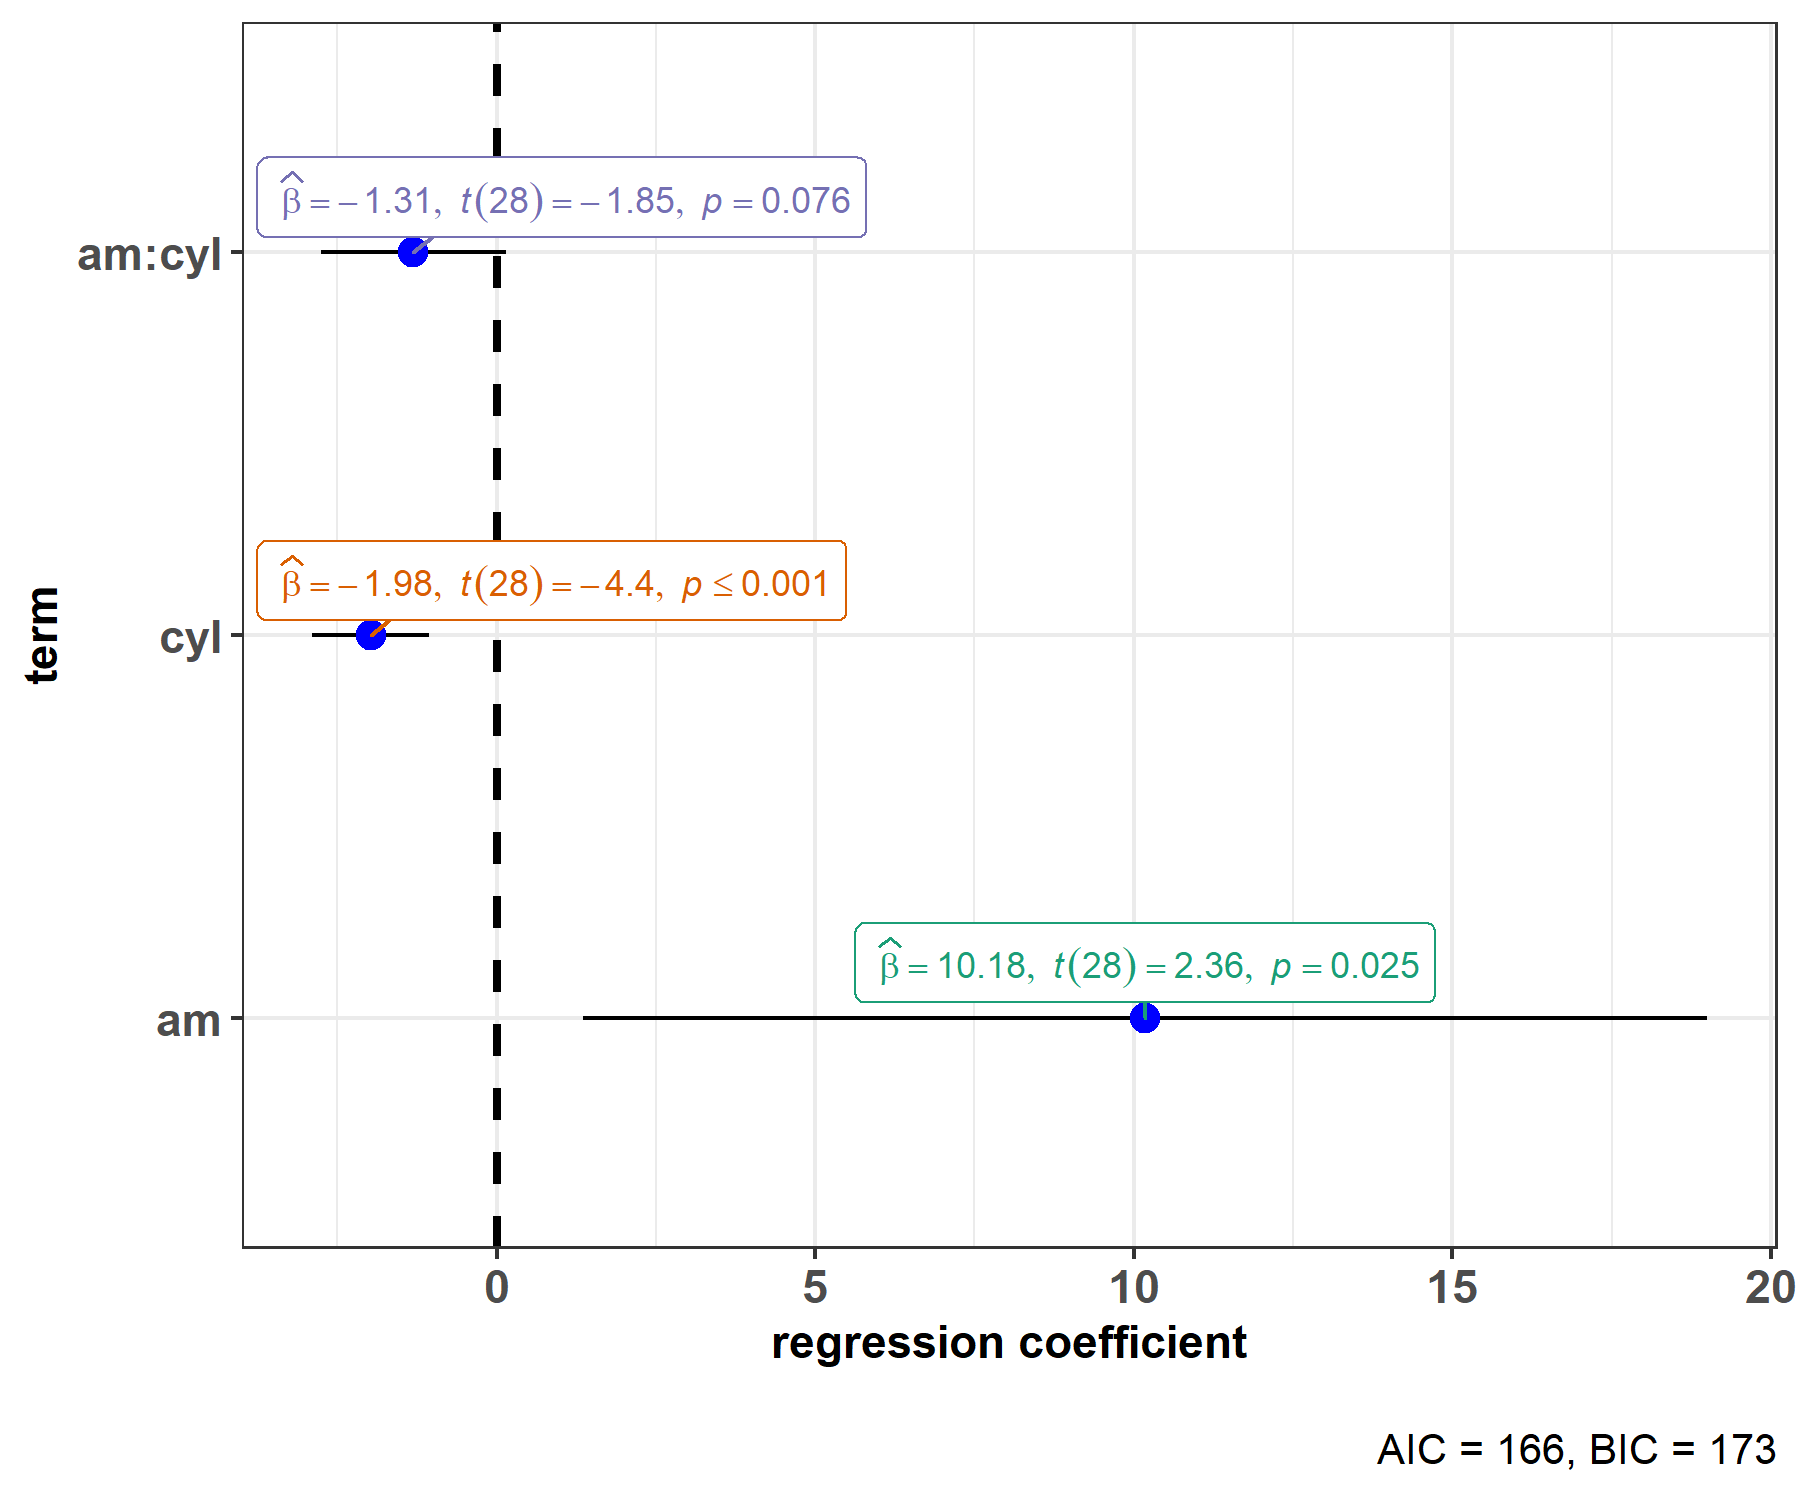 β̂ = −1.31, t(28) = −1.85, p = 0.076
am:cyl
β̂ = −1.98, t(28) = −4.4, p ≤ 0.001
cyl
term
β̂ = 10.18, t(28) = 2.36, p = 0.025
am
0 5 10 15 20
regression coefficient
AIC = 166, BIC = 173